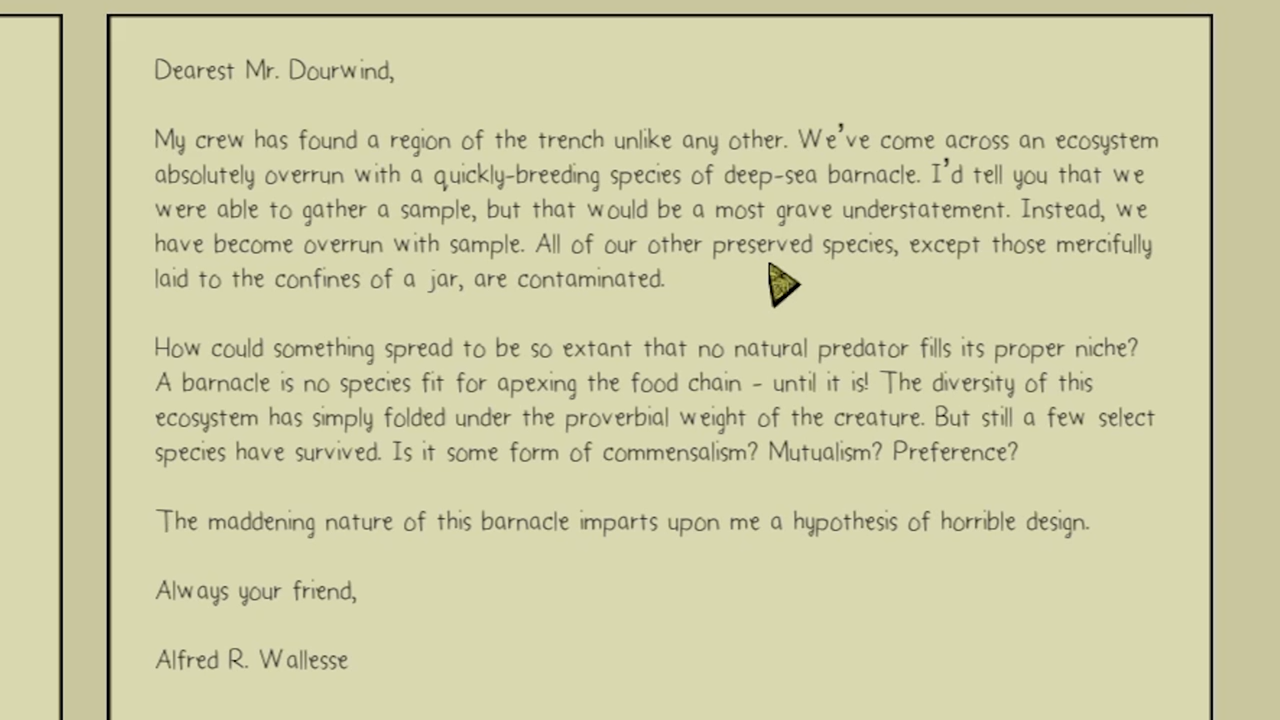 Dearest Mr. Dourwind,
My crew has found a region of the trench unlike any other. We've come across an ecosystem
absolutely overrun with a quickly-breeding species of deep-sea barnacle. I'd tell you that we
were able to gather a sample, but that would be a most grave understatement. Instead, we
have become overrun with sample. All of our other preserved species, except those mercifully
laid to the confines of a jar, are contaminated.
How could something spread to be so extant that no natural predator fills its proper niche?
A barnacle is no species fit for apexing the food chain - until it is! The diversity of this
ecosystem has simply folded under the proverbial weight of the creature. But still a few select
species have survived. Is it some form of commensalism? Mutualism? Preference?
The maddening nature of this barnacle imparts upon me a hypothesis of horrible design.
Always your friend,
Alfred R. Wallesse